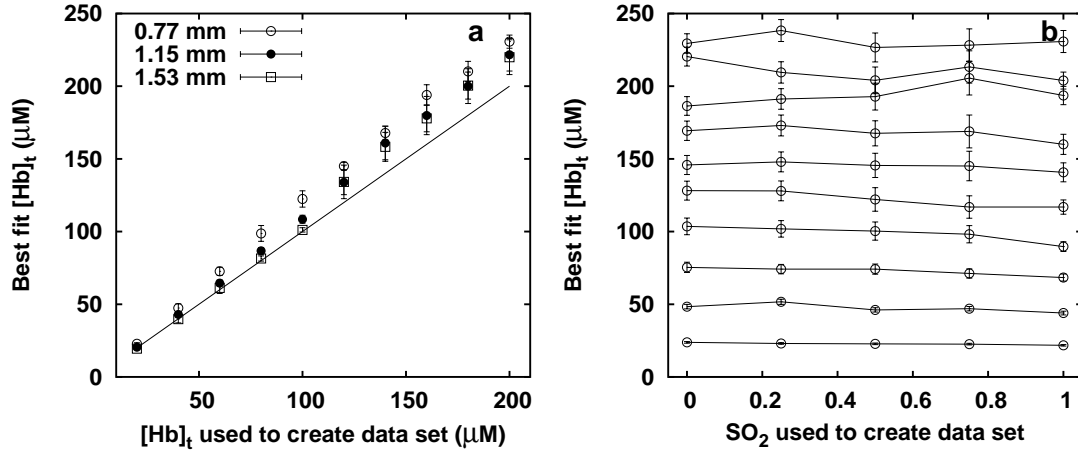 a
0.77 mm
1.15 mm
1.53 mm
250
200
150
100
50
0
0
50
100
150
200
Best fit [Hb]t (μM)
[Hb]t used to create data set (μM)
b
250
200
150
100
50
0
0
0.2
0.4
0.6
0.8
1
Best fit [Hb]t (μM)
SO2 used to create data set